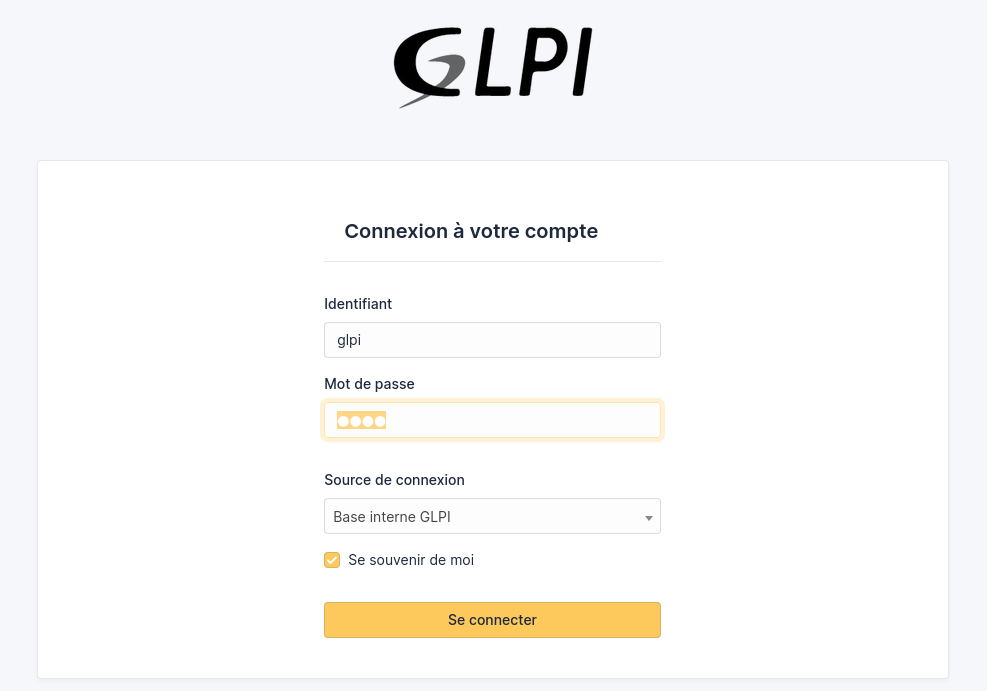 GLPI
Connexion à votre compte
Identifiant
glpi
Mot de passe
●●●●
Source de connexion
Base interne GLPI
Se souvenir de moi
Se connecter